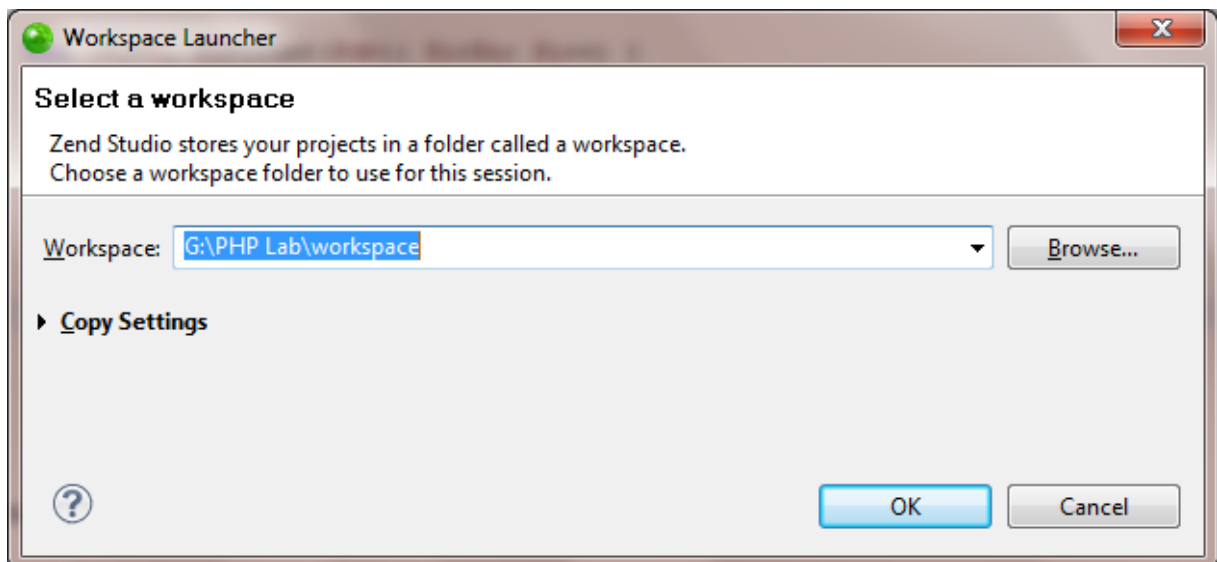 Workspace Launcher
Select a workspace
Zend Studio stores your projects in a folder called a workspace.
Choose a workspace folder to use for this session.
Workspace: G:\PHP Lab\workspace Browse...
Copy Settings
? OK Cancel